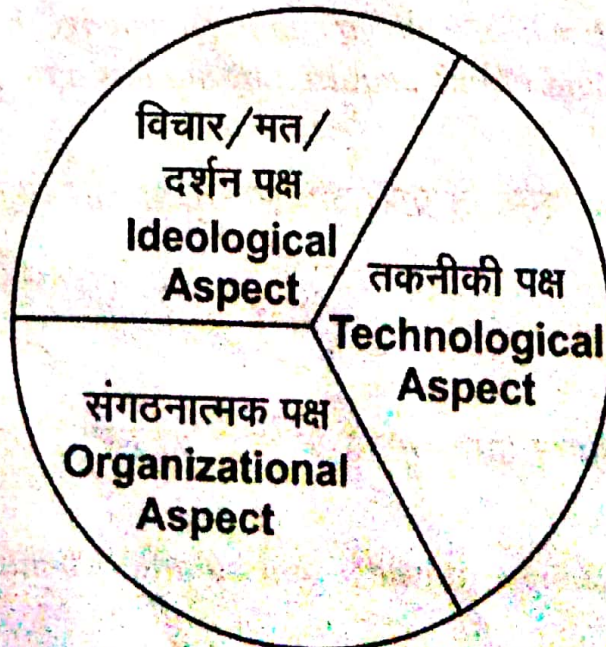 विचार/मत/
दर्शन पक्ष
Ideological
Aspect
तकनीकी पक्ष
Technological
Aspect
संगठनात्मक पक्ष
Organizational
Aspect